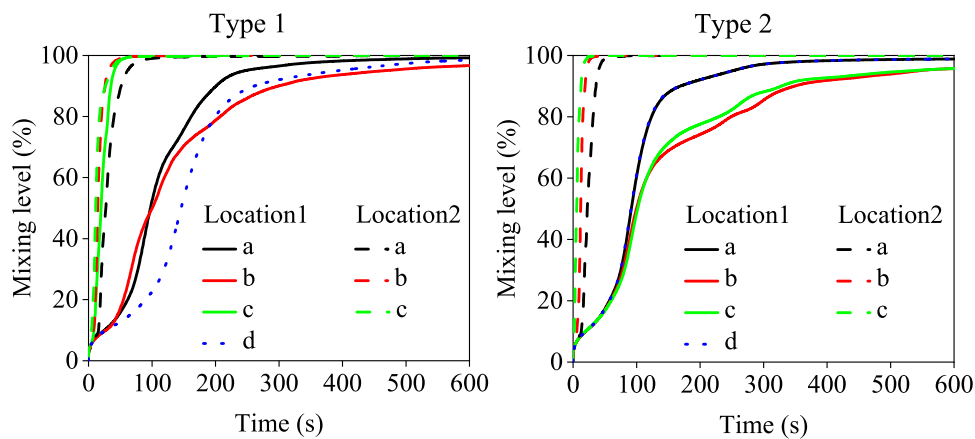 Type 1
Type 2
Mixing level (%)
100
80
60
40
20
0
0 100 200 300 400 500 600
Time (s)
Location1 Location2
a a
b b
c c
d
Mixing level (%)
100
80
60
40
20
0
0 100 200 300 400 500 600
Time (s)
Location1 Location2
a a
b b
c c
d